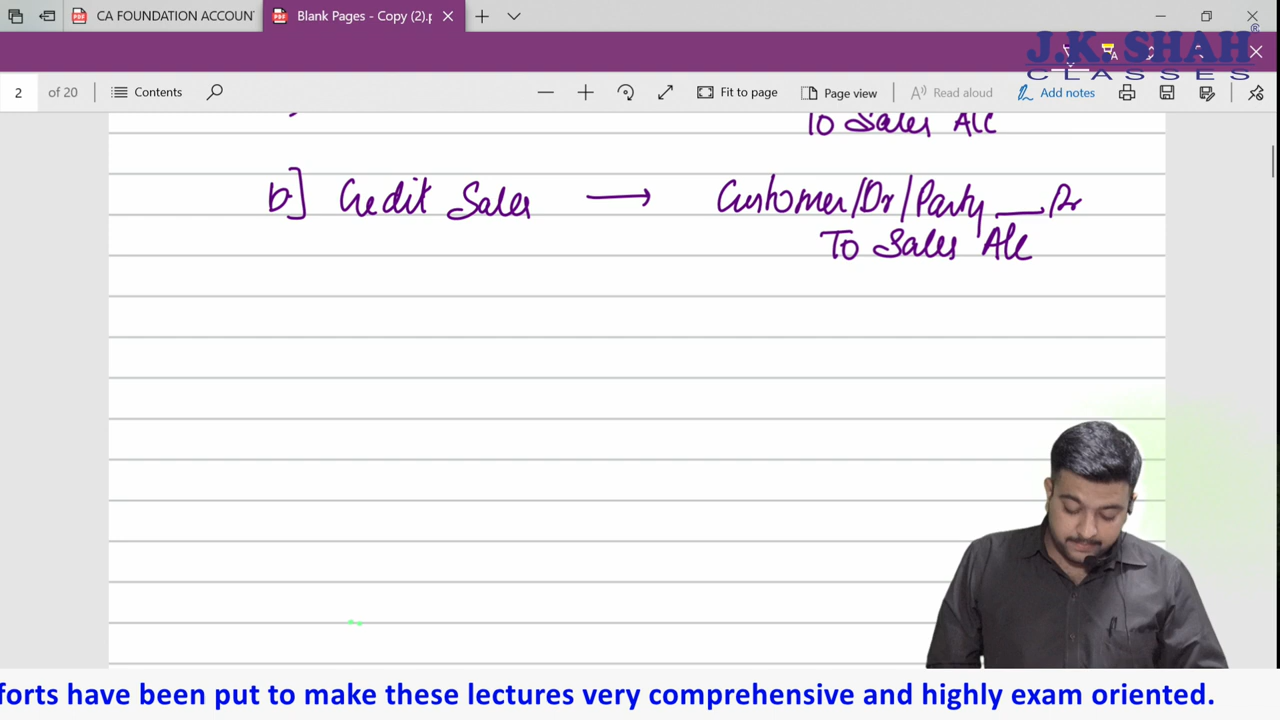 CA FOUNDATION ACCOUN
Blank Pages - Copy (2).p
J.K. SHAH®
CLASSES
2 of 20 Contents Fit to page Page view Read aloud Add notes
To Sales A/c
b] Credit Sales → Customer/Dr/Party ___ Dr
To Sales A/c
forts have been put to make these lectures very comprehensive and highly exam oriented.